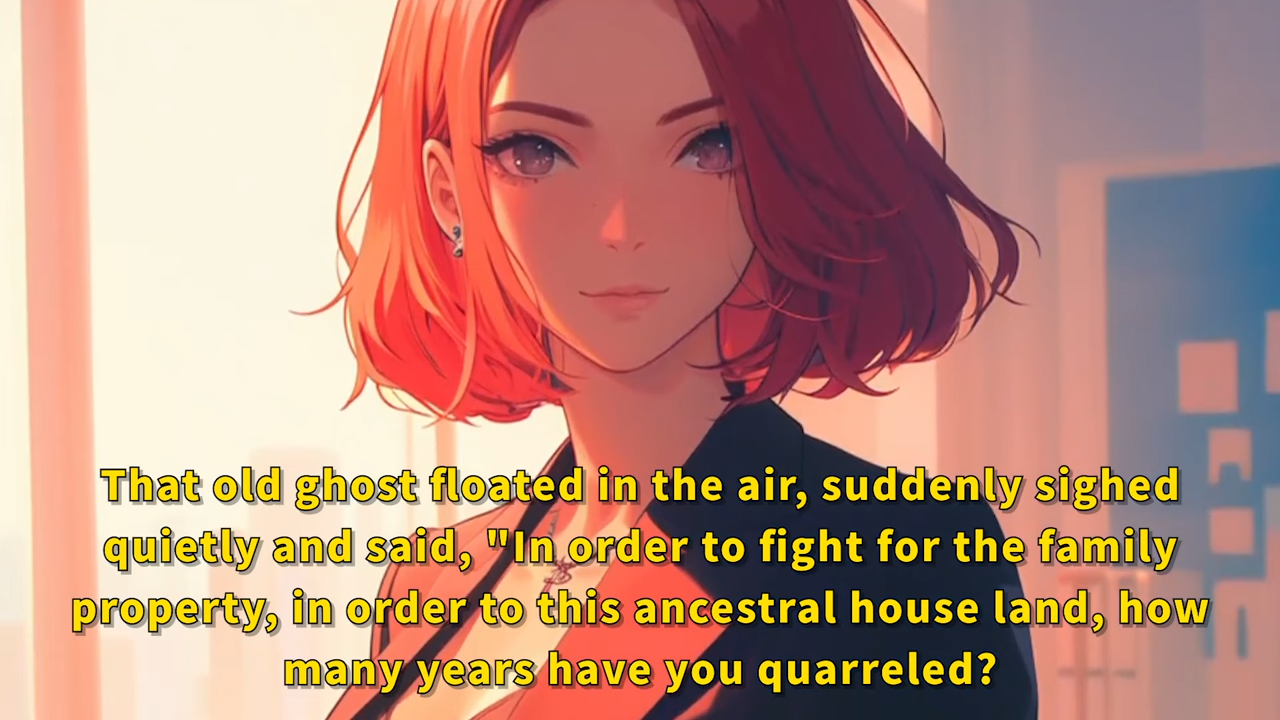 That old ghost floated in the air, suddenly sighed
quietly and said, "In order to fight for the family
property, in order to this ancestral house land, how
many years have you quarreled?